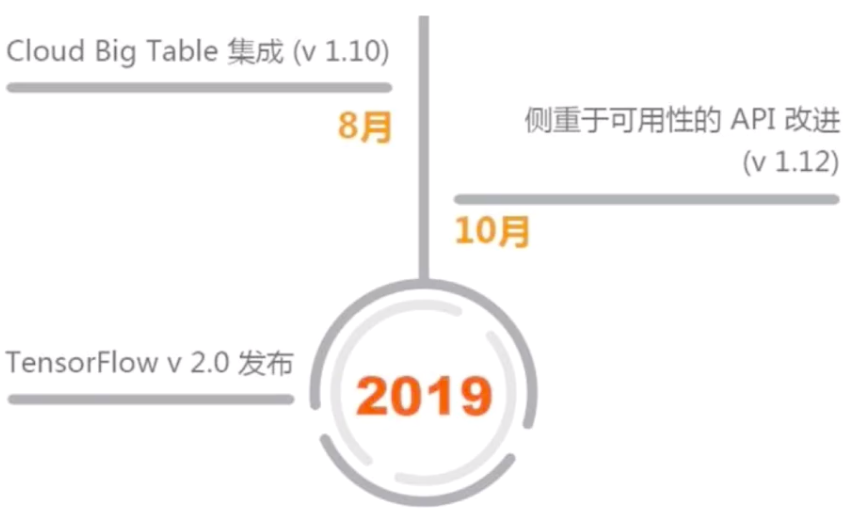 Cloud Big Table 集成 (v 1.10)
8月
侧重于可用性的 API 改进
(v 1.12)
10月
TensorFlow v 2.0 发布
2019